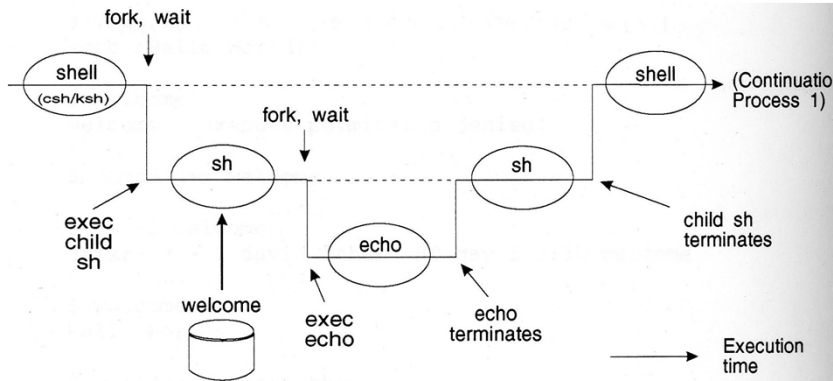 fork, wait
shell
(csh/ksh)
shell
(Continuatio
Process 1)
fork, wait
sh
sh
exec
child
sh
child sh
terminates
echo
welcome
exec
echo
echo
terminates
Execution
time